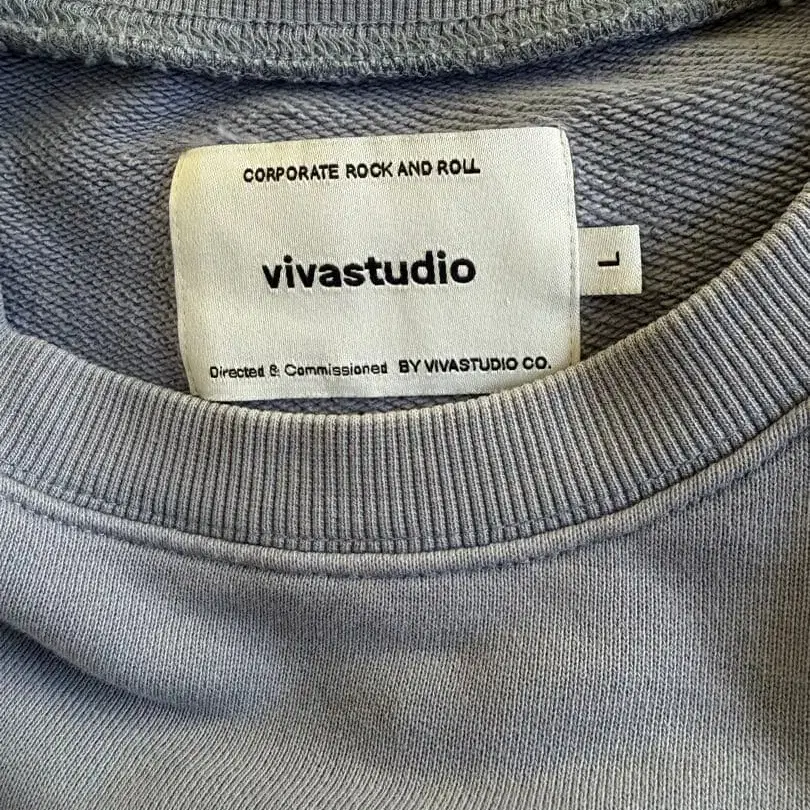 CORPORATE ROCK AND ROLL
vivastudio
L
Directed & Commissioned BY VIVASTUDIO CO.